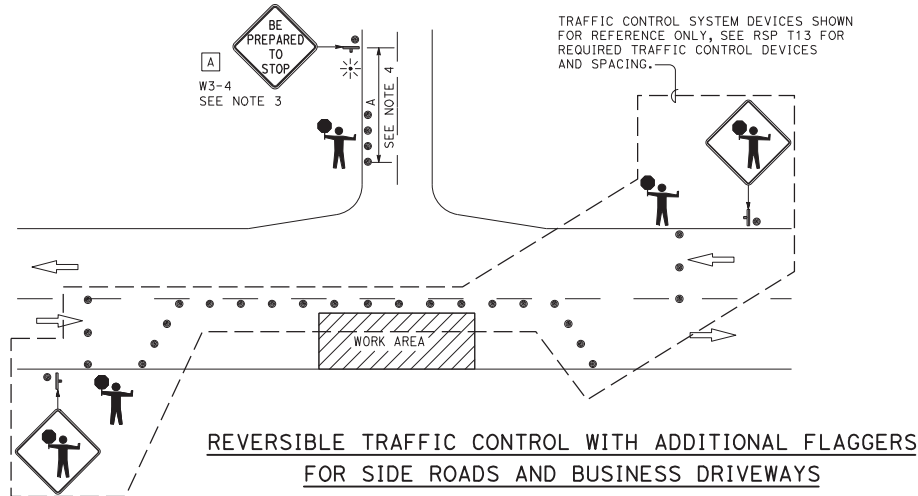 BE
PREPARED
TO
STOP
A
W3-4
SEE NOTE 3
A
SEE NOTE 4
TRAFFIC CONTROL SYSTEM DEVICES SHOWN
FOR REFERENCE ONLY, SEE RSP T13 FOR
REQUIRED TRAFFIC CONTROL DEVICES
AND SPACING.
WORK AREA
REVERSIBLE TRAFFIC CONTROL WITH ADDITIONAL FLAGGERS
FOR SIDE ROADS AND BUSINESS DRIVEWAYS